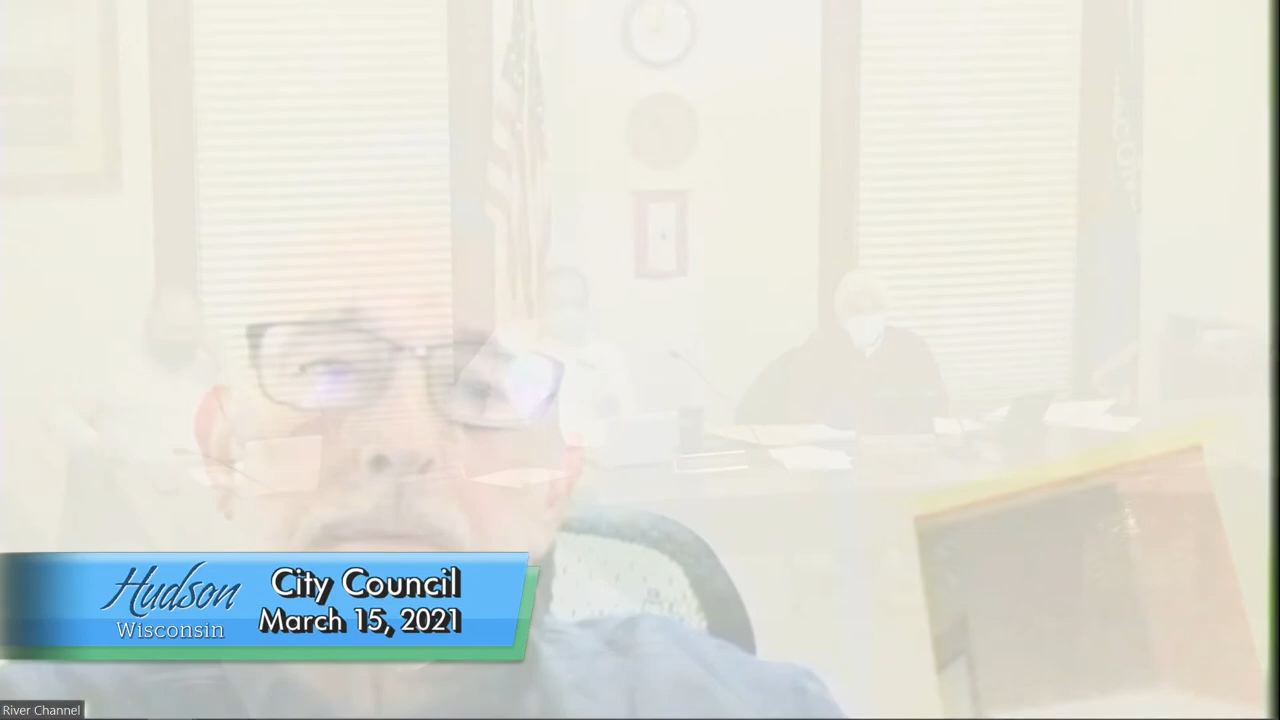 Hudson
Wisconsin
City Council
March 15, 2021
River Channel